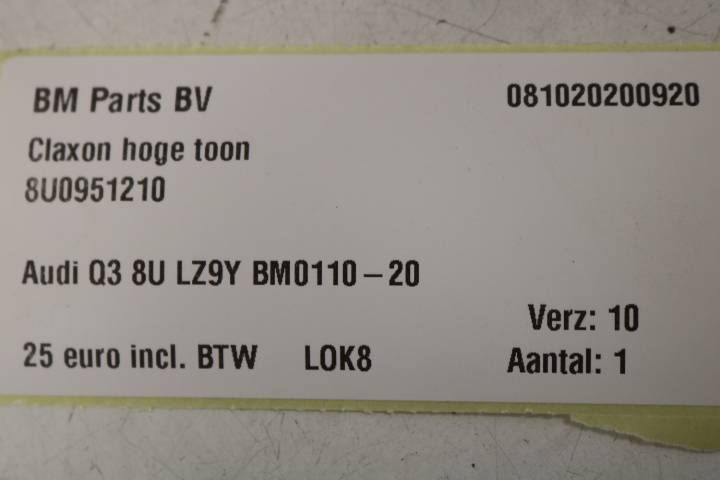 BM Parts BV 081020200920
Claxon hoge toon
8U0951210
Audi Q3 8U LZ9Y BM0110-20
Verz: 10
25 euro incl. BTW LOK8 Aantal: 1